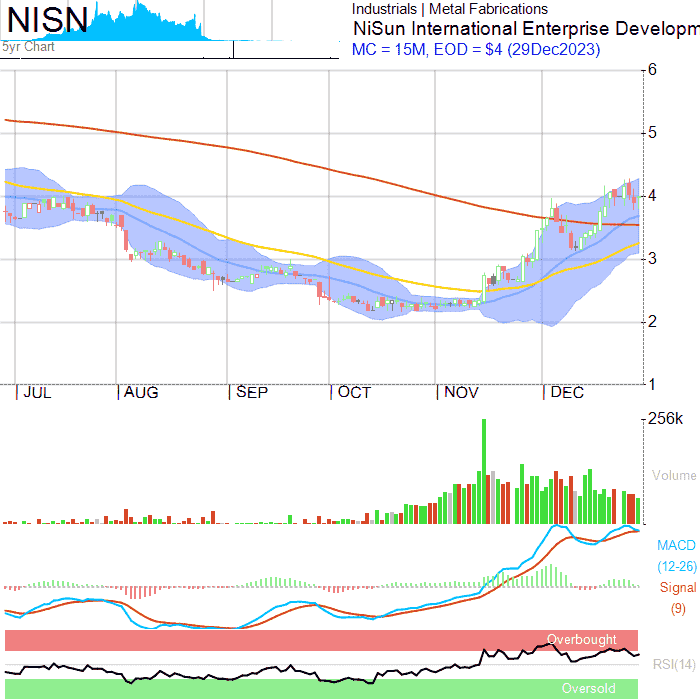 NISN
5yr Chart
Industrials | Metal Fabrications
NiSun International Enterprise Developm
MC = 15M, EOD = $4 (29Dec2023)
6
5
4
3
2
1
JUL AUG SEP OCT NOV DEC
256k
Volume
MACD
(12-26)
Signal
(9)
Overbought
RSI(14)
Oversold